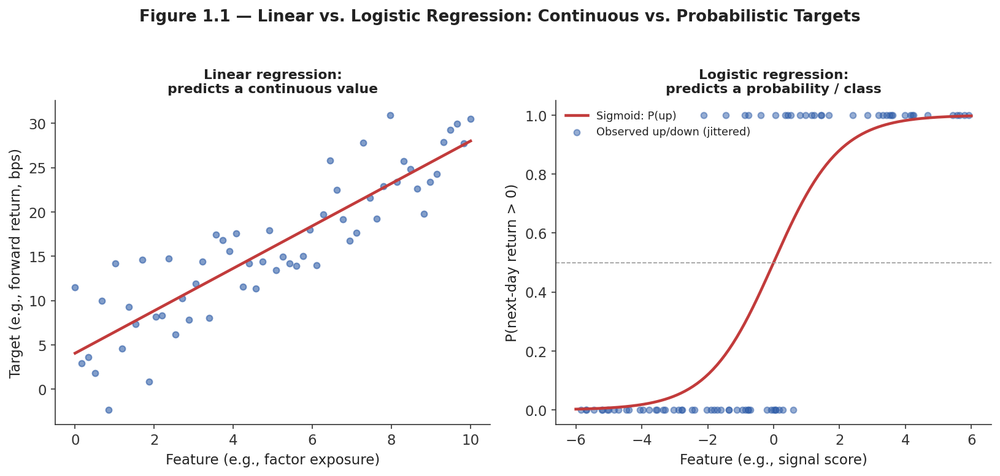 Figure 1.1 — Linear vs. Logistic Regression: Continuous vs. Probabilistic Targets
Linear regression:
predicts a continuous value
Target (e.g., forward return, bps)
30
25
20
15
10
5
0
0 2 4 6 8 10
Feature (e.g., factor exposure)
Logistic regression:
predicts a probability / class
Sigmoid: P(up)
Observed up/down (jittered)
P(next-day return > 0)
1.0
0.8
0.6
0.4
0.2
0.0
−6 −4 −2 0 2 4 6
Feature (e.g., signal score)